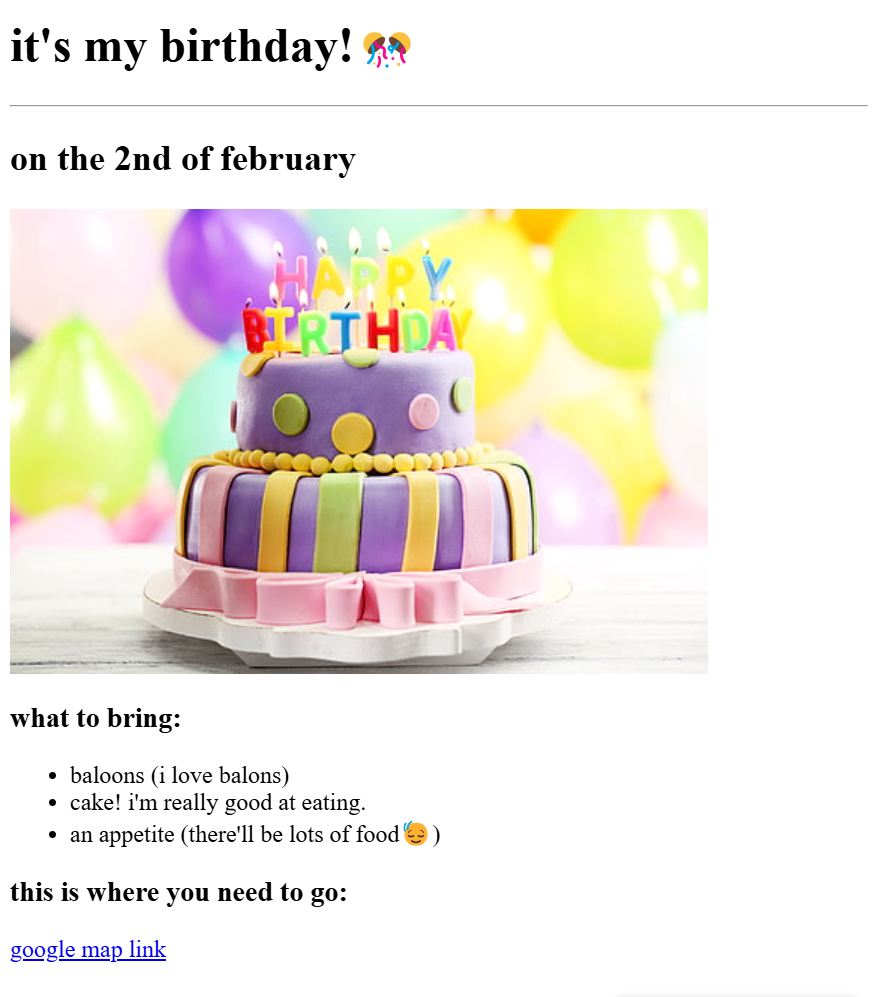 it's my birthday! 🎊
on the 2nd of february
HAPPY
BIRTHDAY
what to bring:
baloons (i love balons)
cake! i'm really good at eating.
an appetite (there'll be lots of food😓 )
this is where you need to go:
google map link